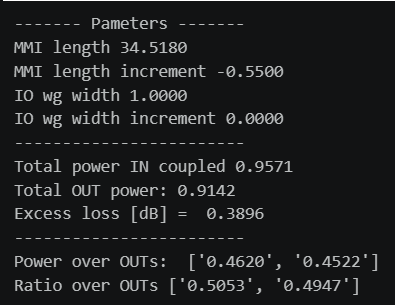 ------- Pameters -------
MMI length 34.5180
MMI length increment -0.5500
IO wg width 1.0000
IO wg width increment 0.0000
------------------------
Total power IN coupled 0.9571
Total OUT power: 0.9142
Excess loss [dB] =  0.3896
------------------------
Power over OUTs:  ['0.4620', '0.4522']
Ratio over OUTs ['0.5053', '0.4947']